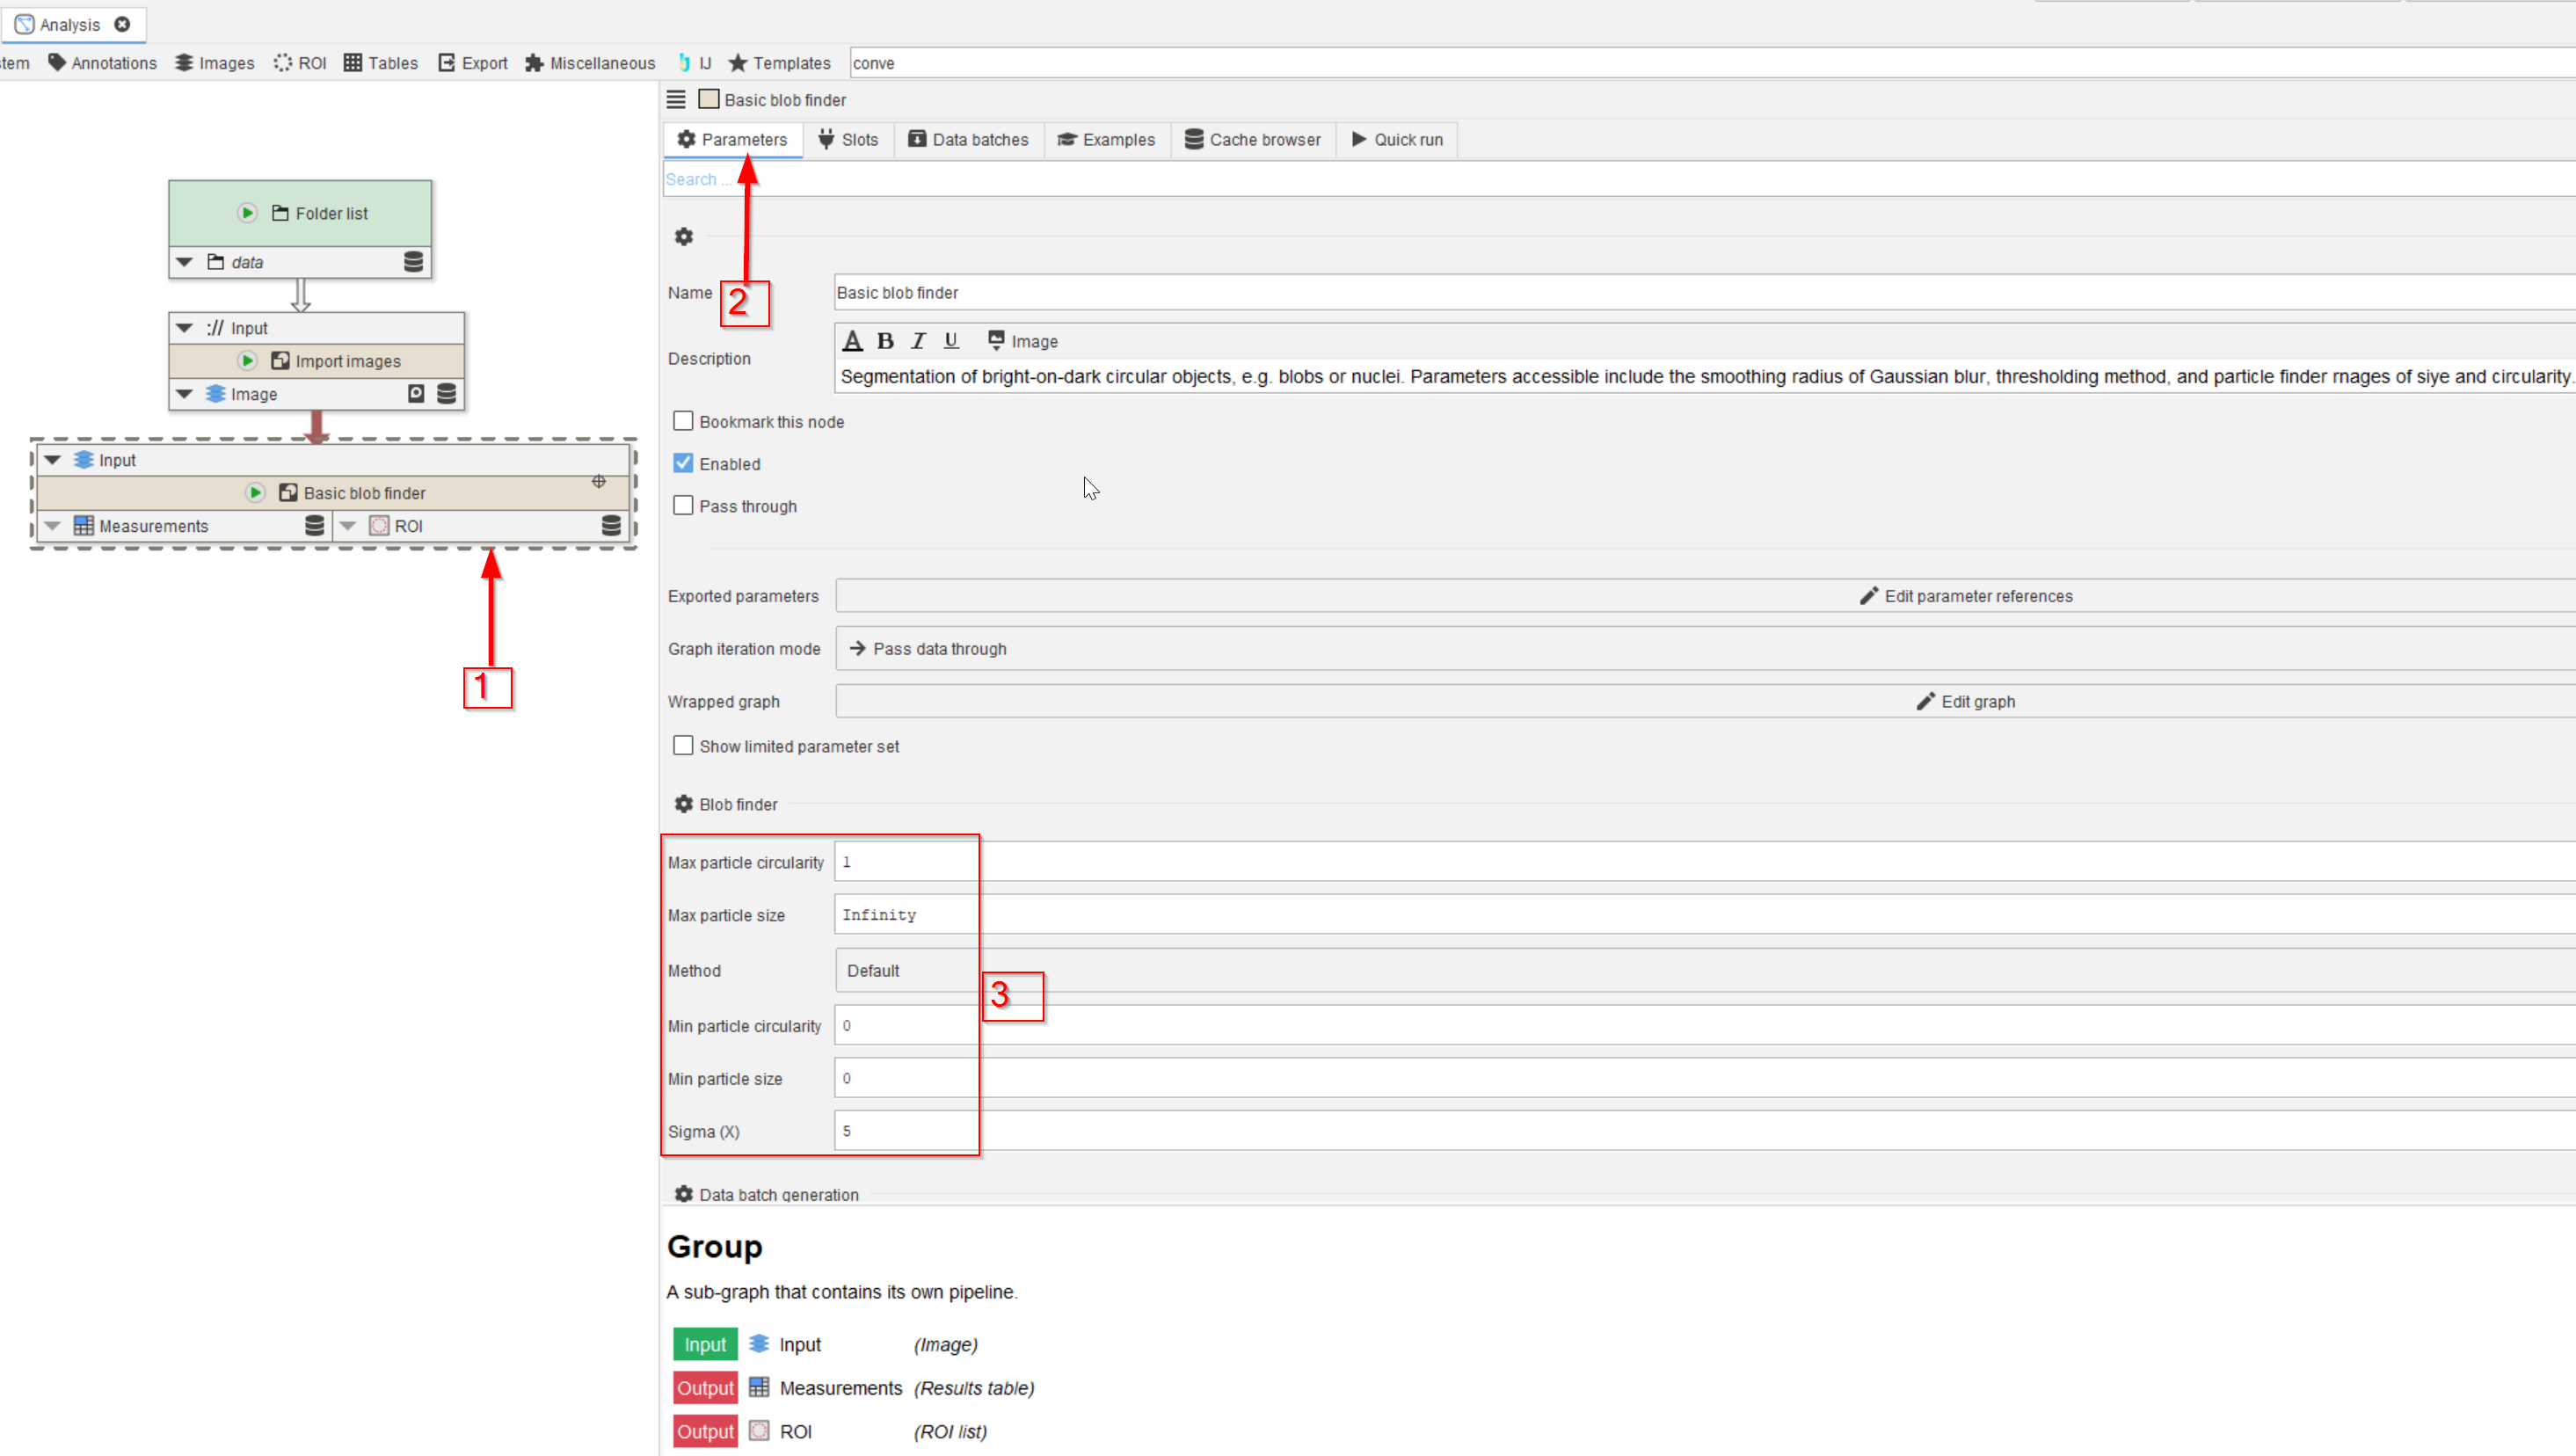 Analysis
tem Annotations Images ROI Tables Export Miscellaneous IJ Templates conve
Basic blob finder
Parameters Slots Data batches Examples Cache browser Quick run
Search ...
Folder list
data
:// Input
Import images
Image
Input
Basic blob finder
Measurements ROI
1
2
Name Basic blob finder
A B I U Image
Description
Segmentation of bright-on-dark circular objects, e.g. blobs or nuclei. Parameters accessible include the smoothing radius of Gaussian blur, thresholding method, and particle finder rnages of siye and circularity.
Bookmark this node
Enabled
Pass through
Exported parameters Edit parameter references
Graph iteration mode Pass data through
Wrapped graph Edit graph
Show limited parameter set
Blob finder
Max particle circularity 1
Max particle size Infinity
Method Default
3
Min particle circularity 0
Min particle size 0
Sigma (X) 5
Data batch generation
Group
A sub-graph that contains its own pipeline.
Input Input (Image)
Output Measurements (Results table)
Output ROI (ROI list)